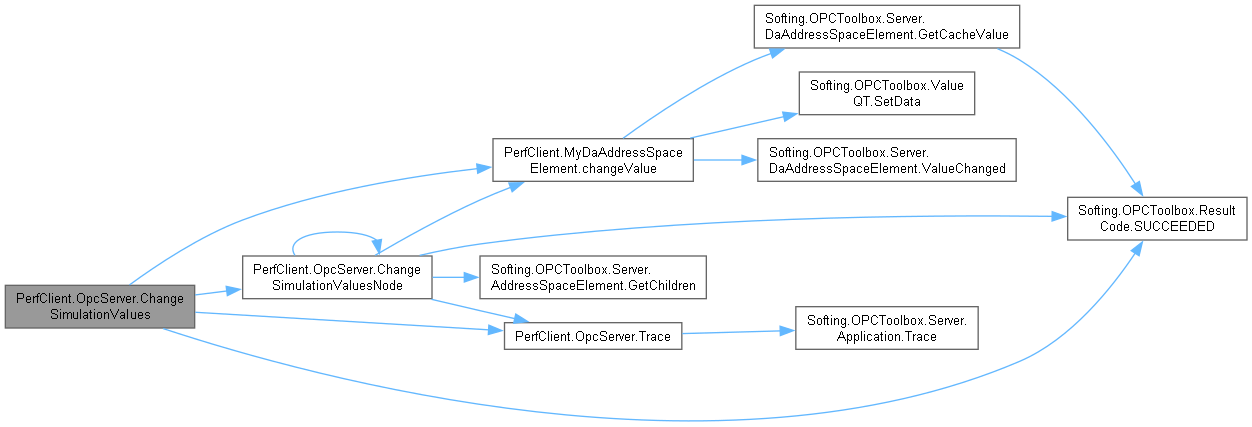 Softing.OPCToolbox.Server.
DaAddressSpaceElement.GetCacheValue
Softing.OPCToolbox.Value
QT.SetData
PerfClient.MyDaAddressSpace
Element.changeValue
Softing.OPCToolbox.Server.
DaAddressSpaceElement.ValueChanged
Softing.OPCToolbox.Result
Code.SUCCEEDED
PerfClient.OpcServer.Change
SimulationValuesNode
Softing.OPCToolbox.Server.
AddressSpaceElement.GetChildren
PerfClient.OpcServer.Change
SimulationValues
PerfClient.OpcServer.Trace
Softing.OPCToolbox.Server.
Application.Trace